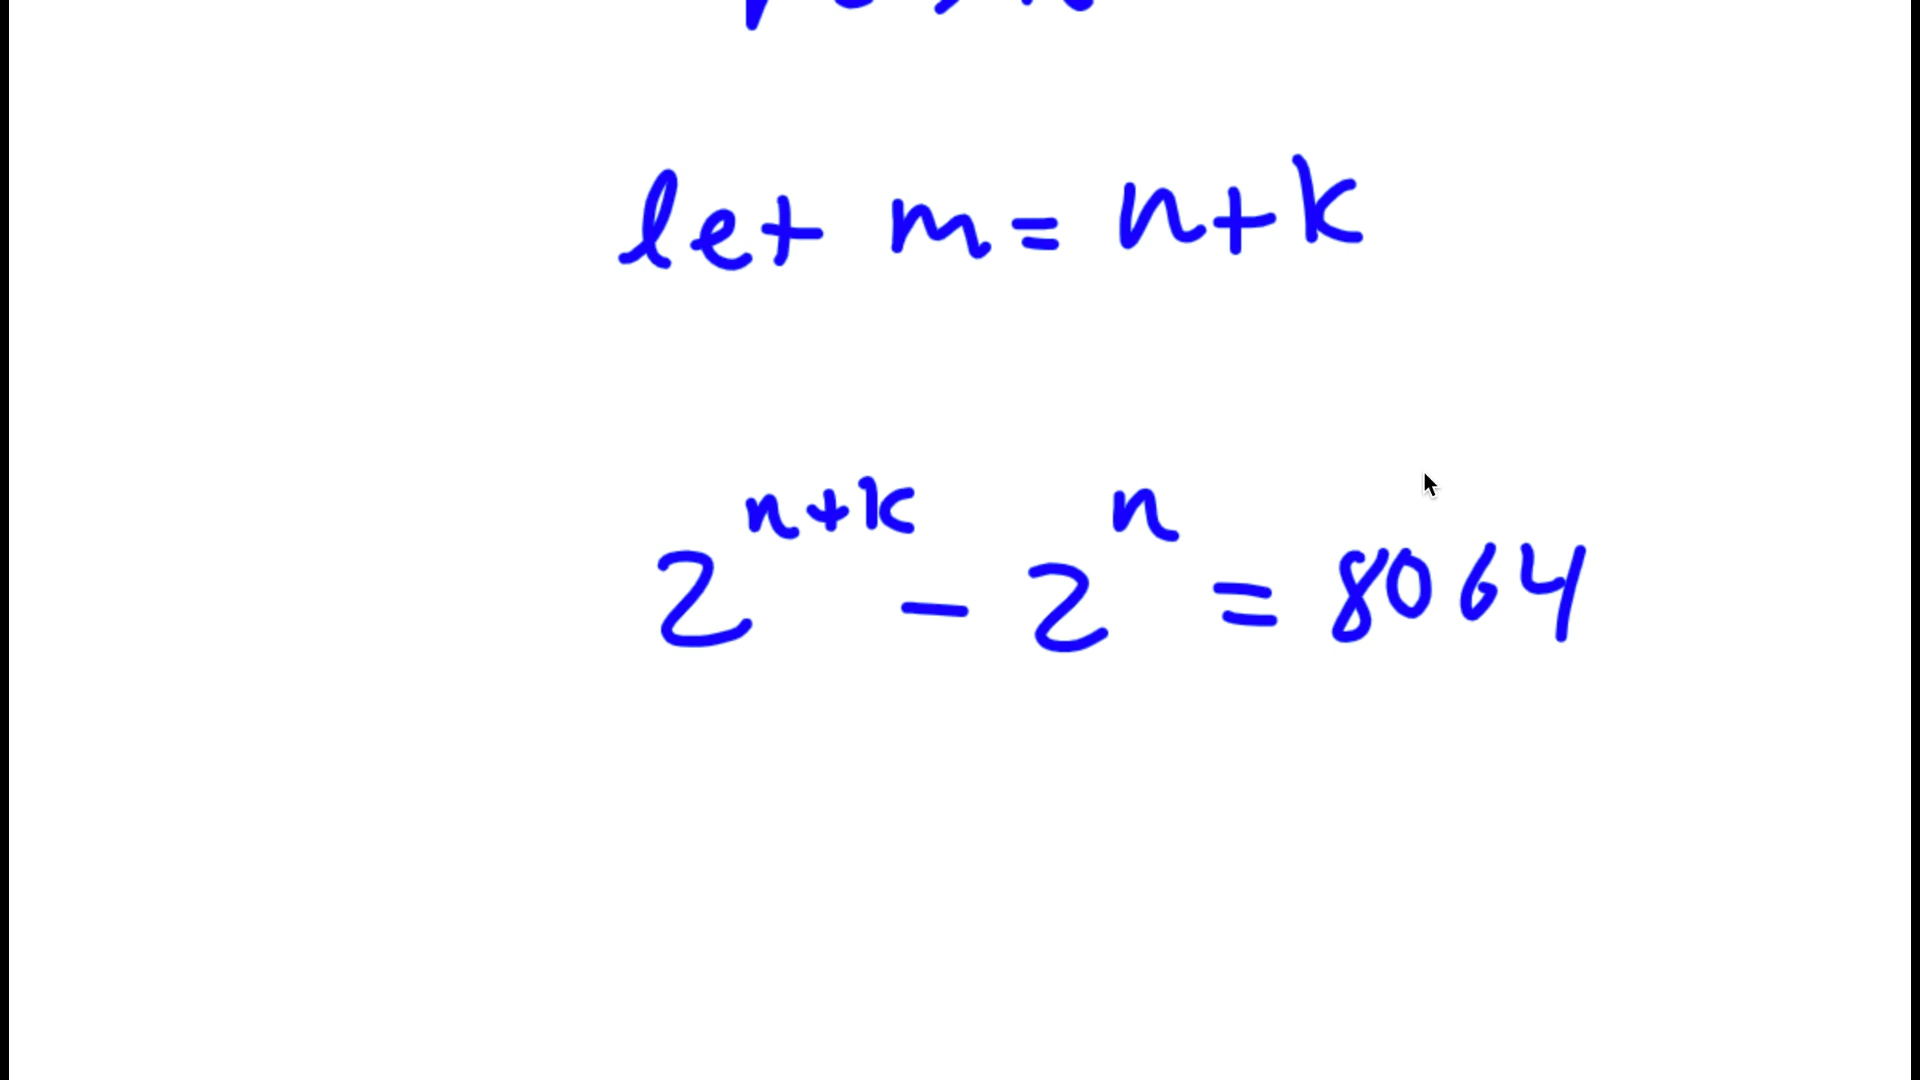 let m = n+k
2^{n+k} - 2^n = 8064